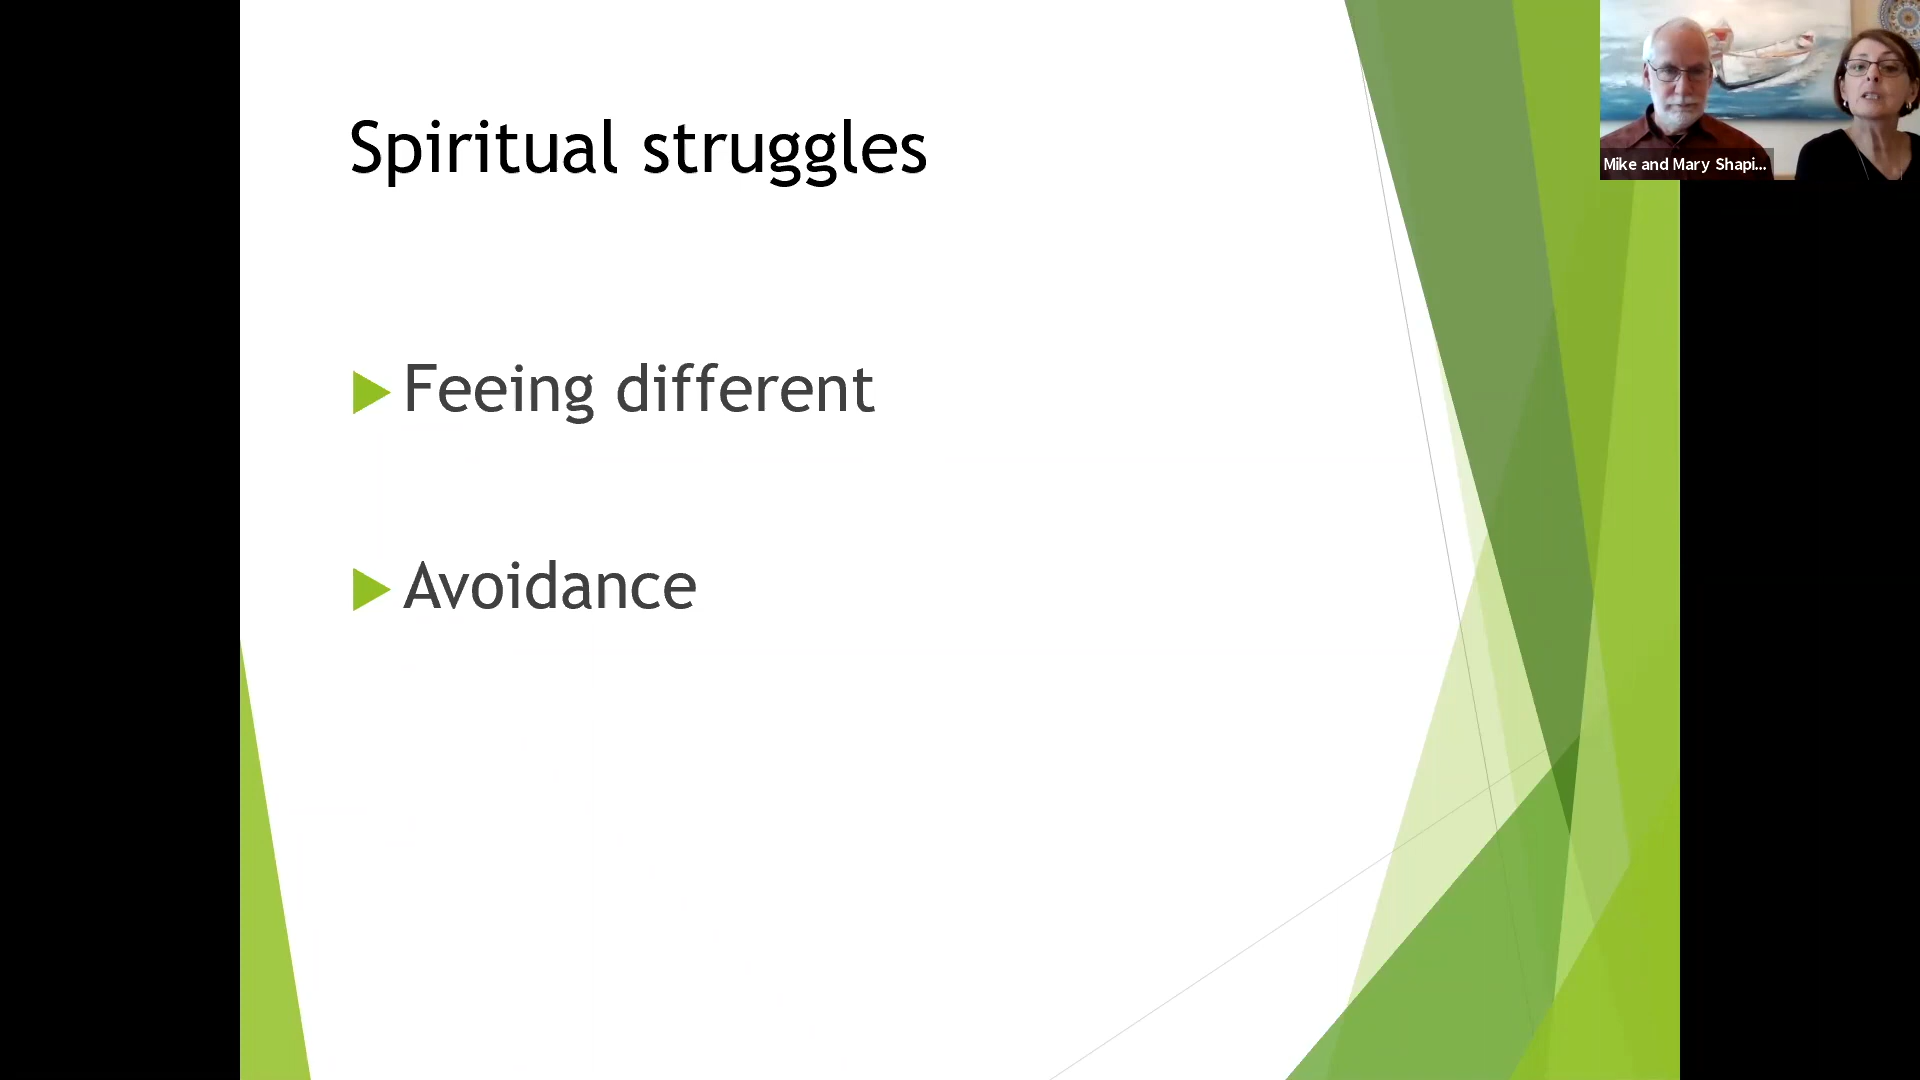 Spiritual struggles
Feeing different
Avoidance
Mike and Mary Shapi...